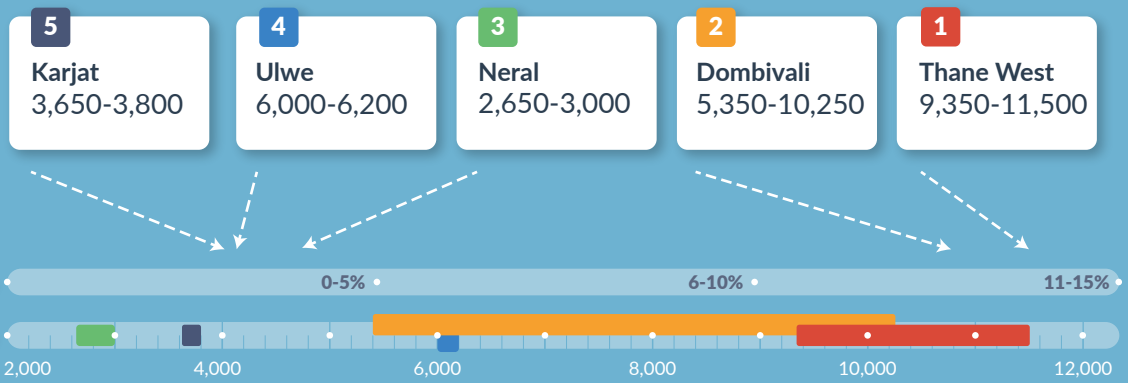 5
Karjat
3,650-3,800
4
Ulwe
6,000-6,200
3
Neral
2,650-3,000
2
Dombivali
5,350-10,250
1
Thane West
9,350-11,500
0-5% 6-10% 11-15%
2,000 4,000 6,000 8,000 10,000 12,000